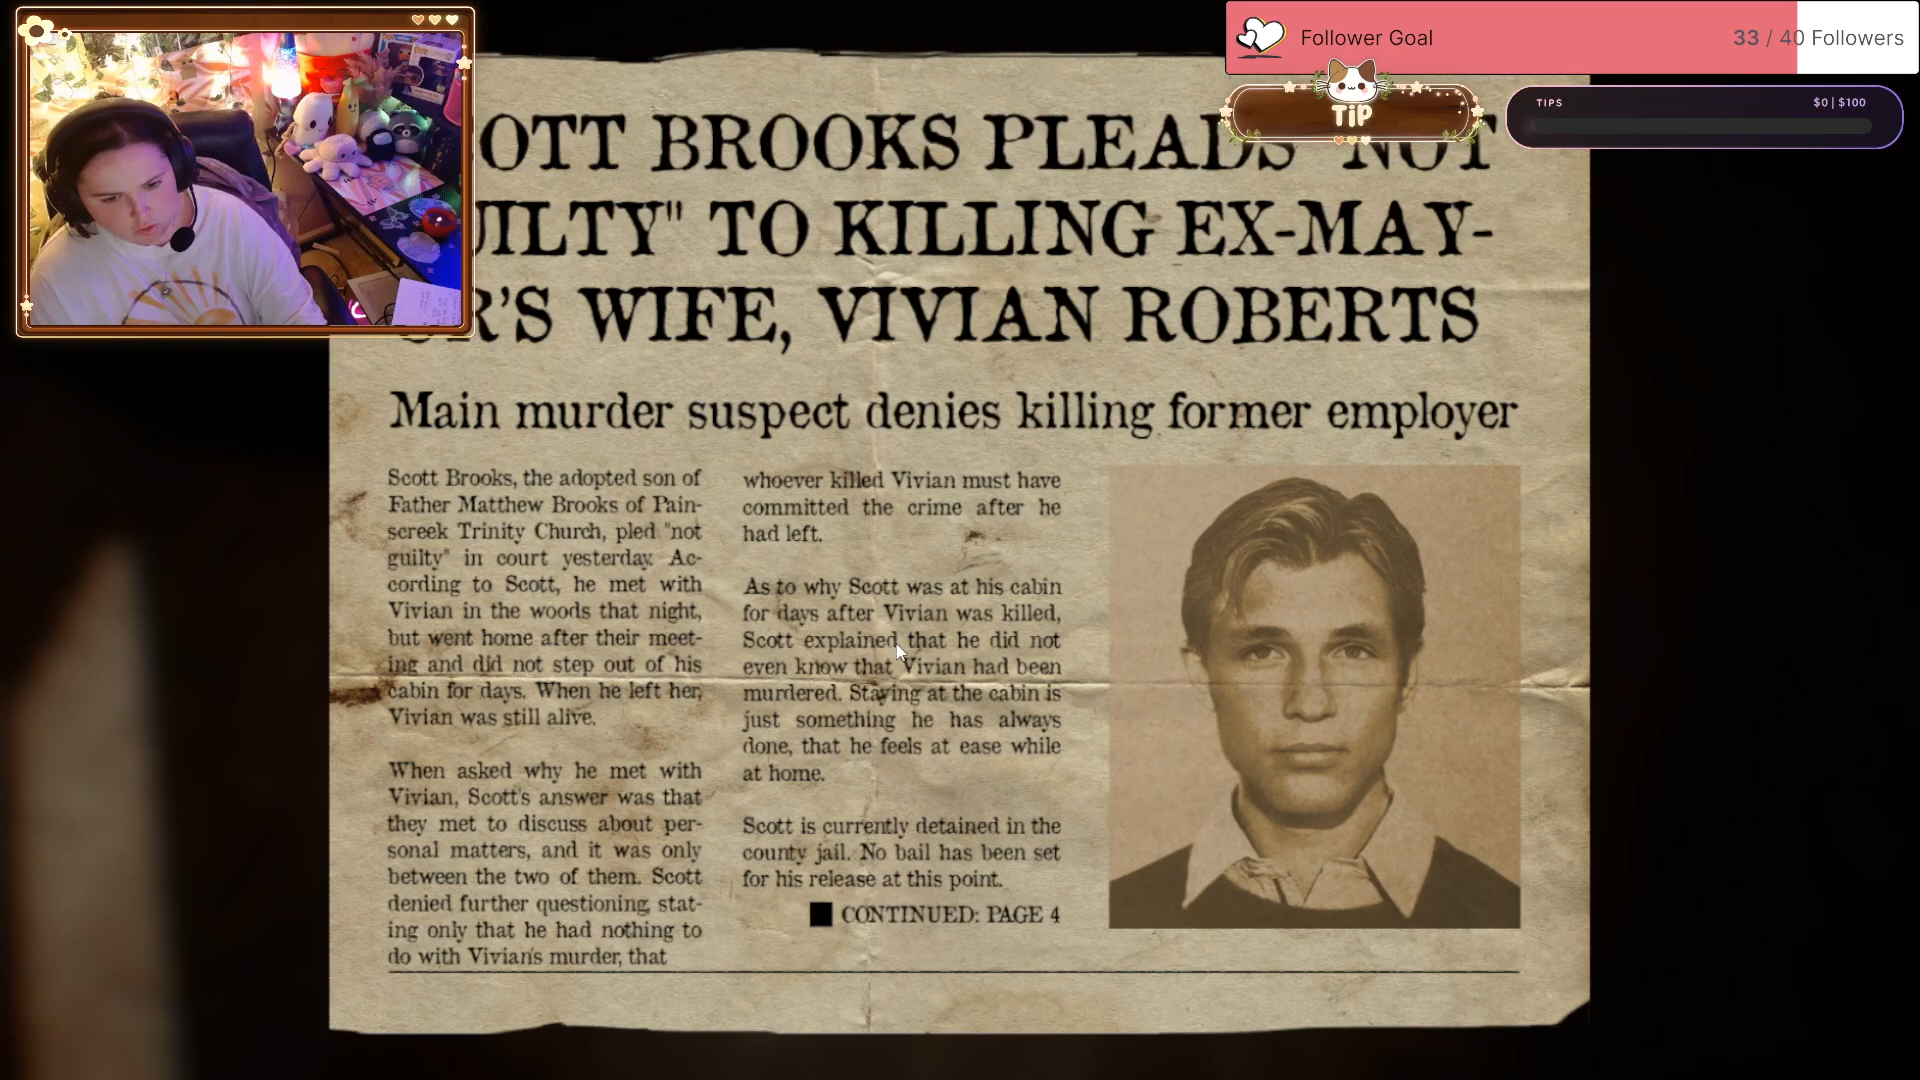 Follower Goal
33 / 40 Followers
TiP
TIPS
$0 | $100
OTT BROOKS PLEADS "NOT
UILTY" TO KILLING EX-MAY-
OR'S WIFE, VIVIAN ROBERTS
Main murder suspect denies killing former employer
Scott Brooks, the adopted son of
Father Matthew Brooks of Pain-
screek Trinity Church, pled "not
guilty" in court yesterday. Ac-
cording to Scott, he met with
Vivian in the woods that night,
but went home after their meet-
ing and did not step out of his
cabin for days. When he left her,
Vivian was still alive.
When asked why he met with
Vivian, Scott's answer was that
they met to discuss about per-
sonal matters, and it was only
between the two of them. Scott
denied further questioning, stat-
ing only that he had nothing to
do with Vivian's murder, that
whoever killed Vivian must have
committed the crime after he
had left.
As to why Scott was at his cabin
for days after Vivian was killed,
Scott explained that he did not
even know that Vivian had been
murdered. Staying at the cabin is
just something he has always
done, that he feels at ease while
at home.
Scott is currently detained in the
county jail. No bail has been set
for his release at this point.
CONTINUED: PAGE 4